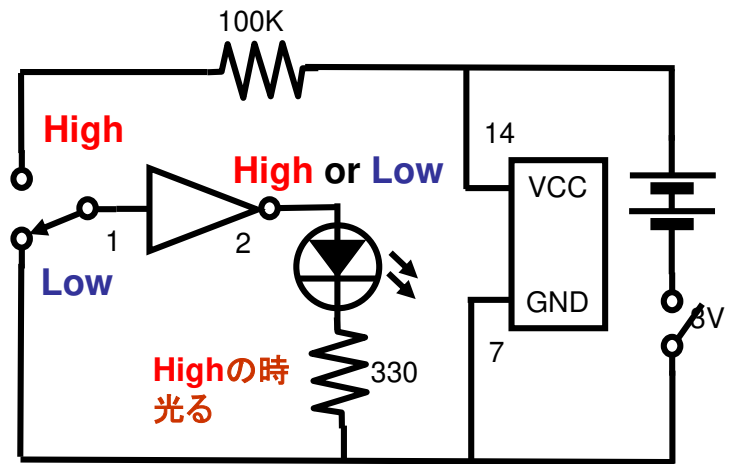 100K
High
14
High or Low
VCC
1
2
Low
GND
3V
7
Highの時
光る
330